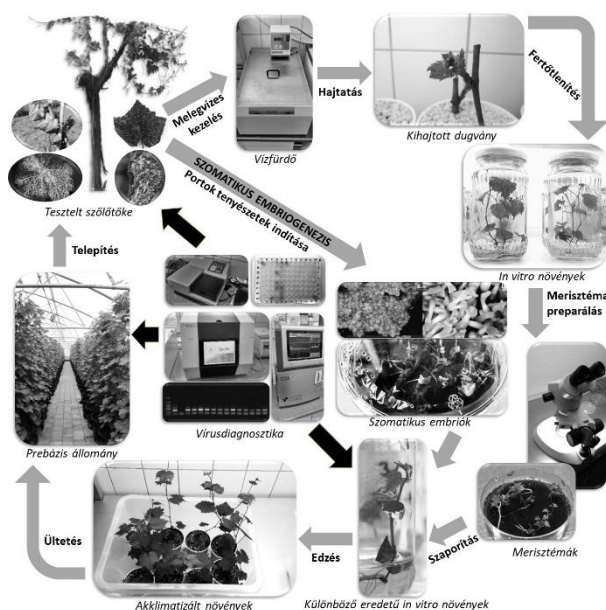 Melegvizes
kezelés
Vízfürdő
Hajtatás
Kihajtott dugvány
Fertőtlenítés
Tesztelt szőlőtőke
SZOMATIKUS EMBRIOGENEZIS
Portok tenyészetek indítása
In vitro növények
Telepítés
Merisztéma
preparálás
Vírusdiagnosztika
Szomatikus embriók
Prebázis állomány
Merisztémák
Szaporítás
Ültetés
Edzés
Akklimatizált növények
Különböző eredetű in vitro növények